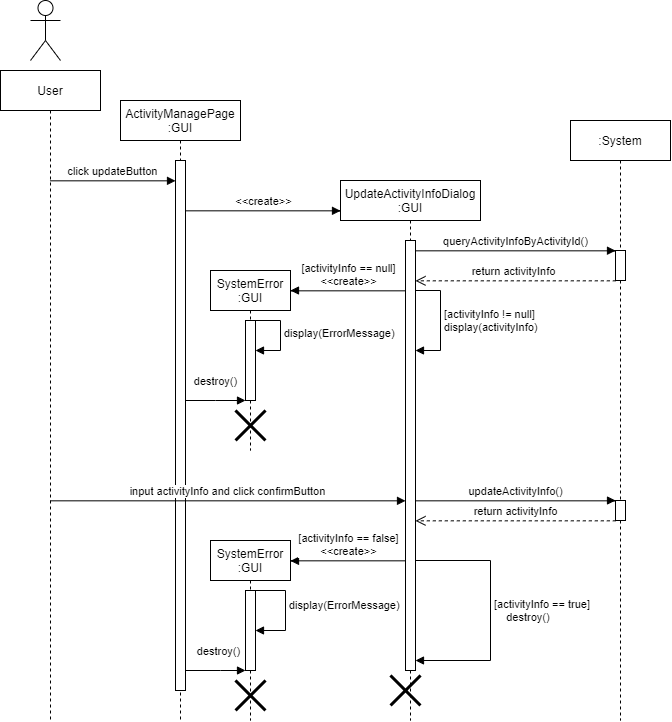 User
ActivityManagePage
:GUI
:System
click updateButton
<<create>>
UpdateActivityInfoDialog
:GUI
queryActivityInfoByActivityId()
[activityInfo == null]
<<create>>
return activityInfo
SystemError
:GUI
[activityInfo != null]
display(activityInfo)
display(ErrorMessage)
destroy()
input activityInfo and click confirmButton
updateActivityInfo()
return activityInfo
[activityInfo == false]
<<create>>
SystemError
:GUI
display(ErrorMessage)
[activityInfo == true]
destroy()
destroy()